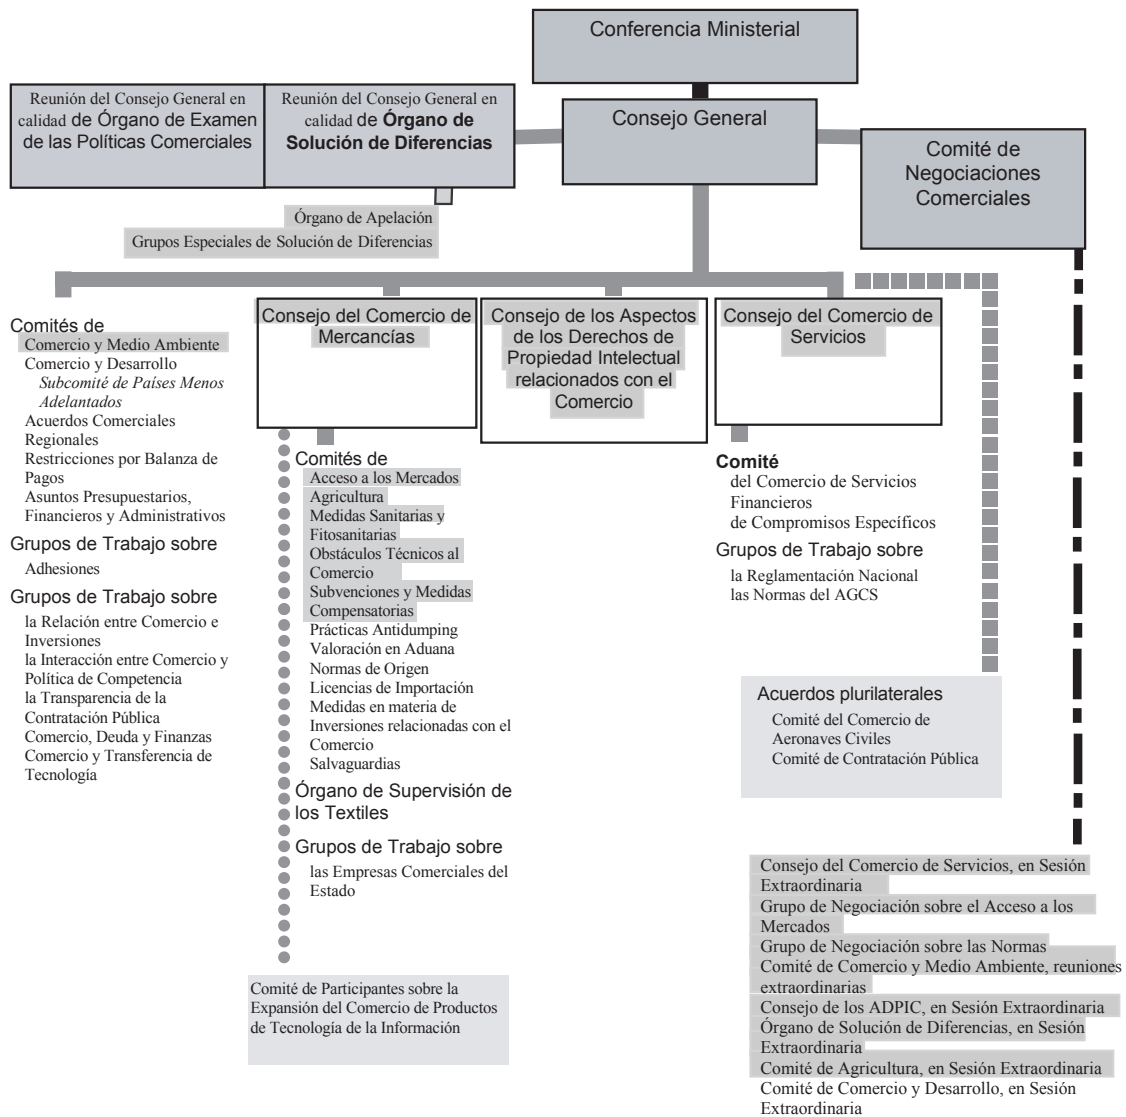 Conferencia Ministerial
Reunión del Consejo General en
calidad de Órgano de Examen
de las Políticas Comerciales
Reunión del Consejo General en
calidad de Órgano de
Solución de Diferencias
Consejo General
Comité de
Negociaciones
Comerciales
Órgano de Apelación
Grupos Especiales de Solución de Diferencias
Comités de
Comercio y Medio Ambiente
Comercio y Desarrollo
Subcomité de Países Menos
Adelantados
Acuerdos Comerciales
Regionales
Restricciones por Balanza de
Pagos
Asuntos Presupuestarios,
Financieros y Administrativos
Grupos de Trabajo sobre
Adhesiones
Grupos de Trabajo sobre
la Relación entre Comercio e
Inversiones
la Interacción entre Comercio y
Política de Competencia
la Transparencia de la
Contratación Pública
Comercio, Deuda y Finanzas
Comercio y Transferencia de
Tecnología
Consejo del Comercio de
Mercancías
Comités de
Acceso a los Mercados
Agricultura
Medidas Sanitarias y
Fitosanitarias
Obstáculos Técnicos al
Comercio
Subvenciones y Medidas
Compensatorias
Prácticas Antidumping
Valoración en Aduana
Normas de Origen
Licencias de Importación
Medidas en materia de
Inversiones relacionadas con el
Comercio
Salvaguardias
Órgano de Supervisión de
los Textiles
Grupos de Trabajo sobre
las Empresas Comerciales del
Estado
Comité de Participantes sobre la
Expansión del Comercio de Productos
de Tecnología de la Información
Consejo de los Aspectos
de los Derechos de
Propiedad Intelectual
relacionados con el
Comercio
Consejo del Comercio de
Servicios
Comité
del Comercio de Servicios
Financieros
de Compromisos Específicos
Grupos de Trabajo sobre
la Reglamentación Nacional
las Normas del AGCS
Acuerdos plurilaterales
Comité del Comercio de
Aeronaves Civiles
Comité de Contratación Pública
Consejo del Comercio de Servicios, en Sesión
Extraordinaria
Grupo de Negociación sobre el Acceso a los
Mercados
Grupo de Negociación sobre las Normas
Comité de Comercio y Medio Ambiente, reuniones
extraordinarias
Consejo de los ADPIC, en Sesión Extraordinaria
Órgano de Solución de Diferencias, en Sesión
Extraordinaria
Comité de Agricultura, en Sesión Extraordinaria
Comité de Comercio y Desarrollo, en Sesión
Extraordinaria